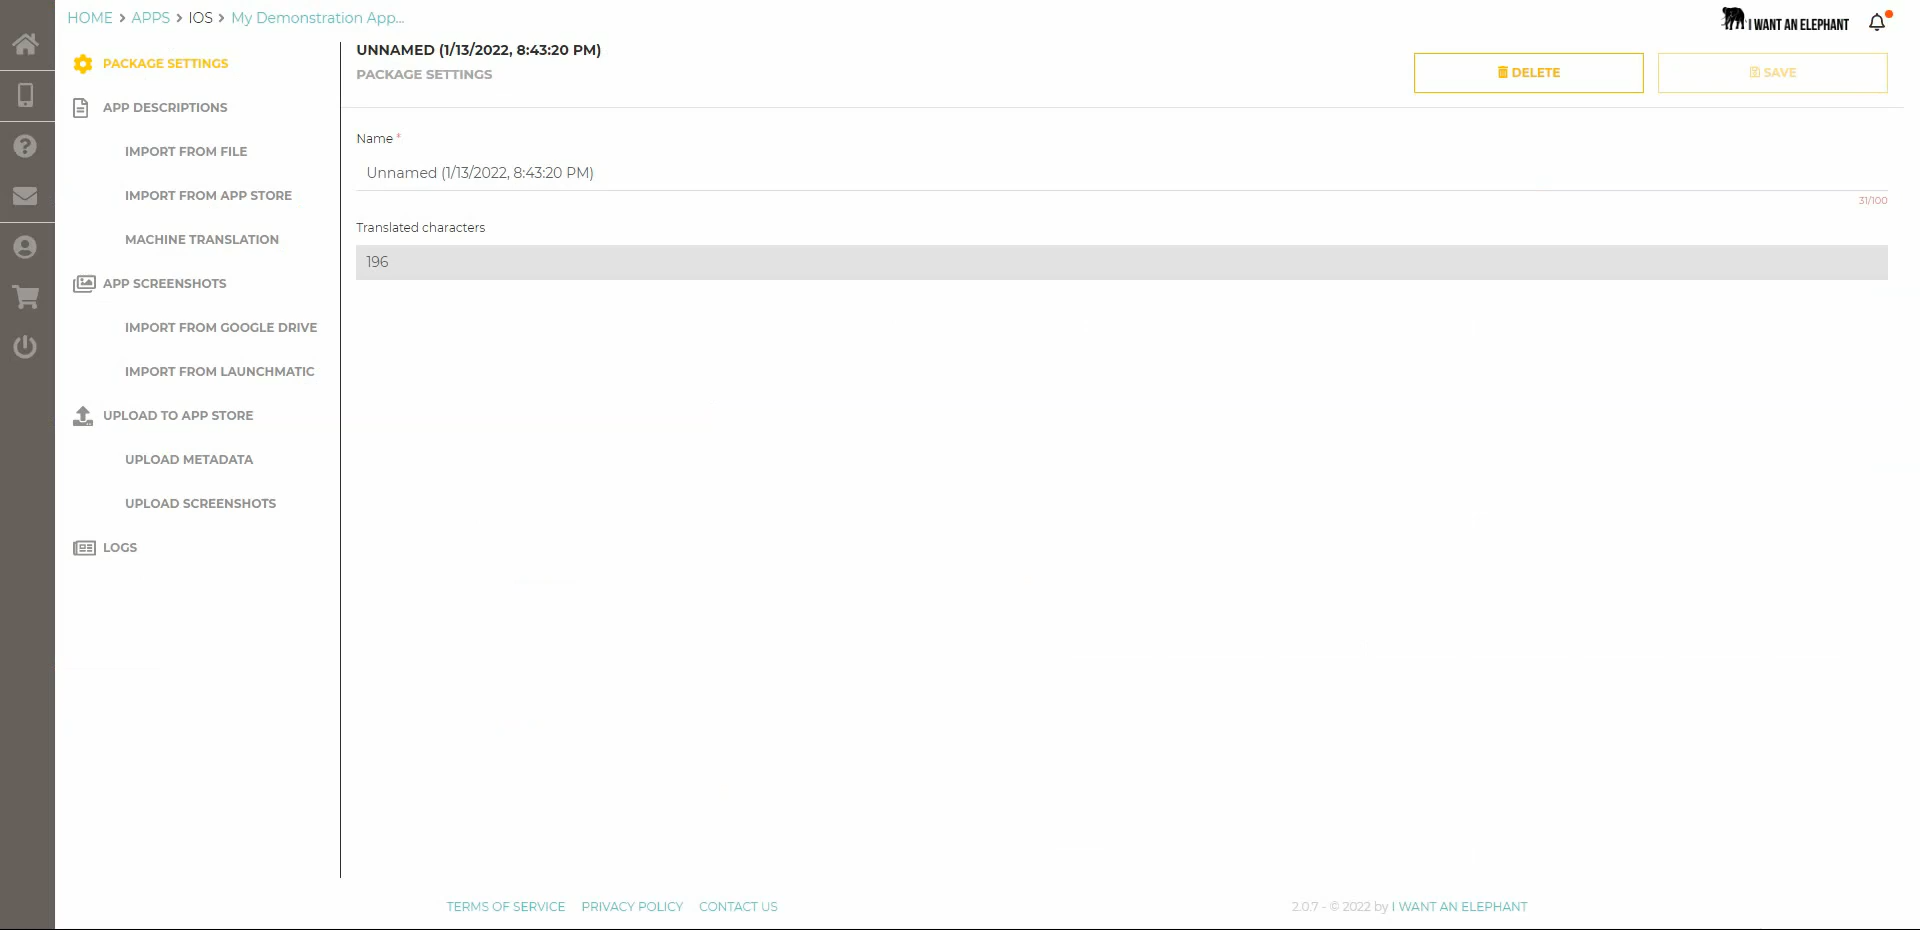 HOME > APPS > IOS > My Demonstration App...
I WANT AN ELEPHANT
PACKAGE SETTINGS
APP DESCRIPTIONS
IMPORT FROM FILE
IMPORT FROM APP STORE
MACHINE TRANSLATION
APP SCREENSHOTS
IMPORT FROM GOOGLE DRIVE
IMPORT FROM LAUNCHMATIC
UPLOAD TO APP STORE
UPLOAD METADATA
UPLOAD SCREENSHOTS
LOGS
UNNAMED (1/13/2022, 8:43:20 PM)
PACKAGE SETTINGS
DELETE
SAVE
Name *
Unnamed (1/13/2022, 8:43:20 PM)
31/100
Translated characters
196
TERMS OF SERVICE PRIVACY POLICY CONTACT US
2.0.7 - © 2022 by I WANT AN ELEPHANT